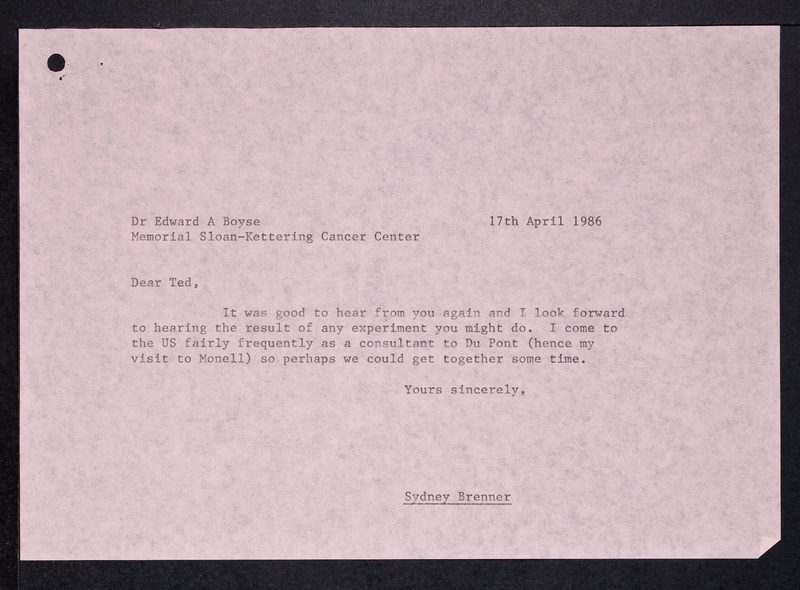 Dr Edward A Boyse 17th April 1986
Memorial Sloan-Kettering Cancer Center
Dear Ted,
It was good to hear from you again and I look forward
to hearing the result of any experiment you might do. I come to
the US fairly frequently as a consultant to Du Pont (hence my
visit to Monell) so perhaps we could get together some time.
Yours sincerely,
Sydney Brenner